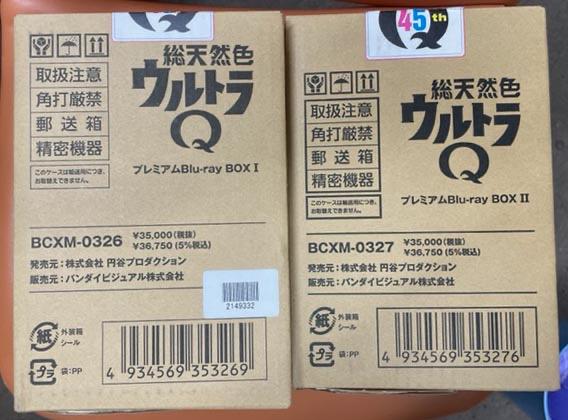 総天然色
ウルトラ
Q
プレミアムBlu-ray BOX I
取扱注意
角打厳禁
郵送箱
精密機器
このケースは輸送用につき、
お取替えできません。
BCXM-0326
¥35,000(税抜)
¥36,750(5%税込)
発売元:株式会社 円谷プロダクション
販売元:バンダイビジュアル株式会社
2149332
紙
外装箱
シール
プラ
袋:PP
4 934569 353269
45th
総天然色
ウルトラ
Q
プレミアムBlu-ray BOX II
取扱注意
角打厳禁
郵送箱
精密機器
このケースは輸送用につき、
お取替えできません。
BCXM-0327
¥35,000(税抜)
¥36,750(5%税込)
発売元:株式会社 円谷プロダクション
販売元:バンダイビジュアル株式会社
紙
外装箱
シール
プラ
袋:PP
4 934569 353276